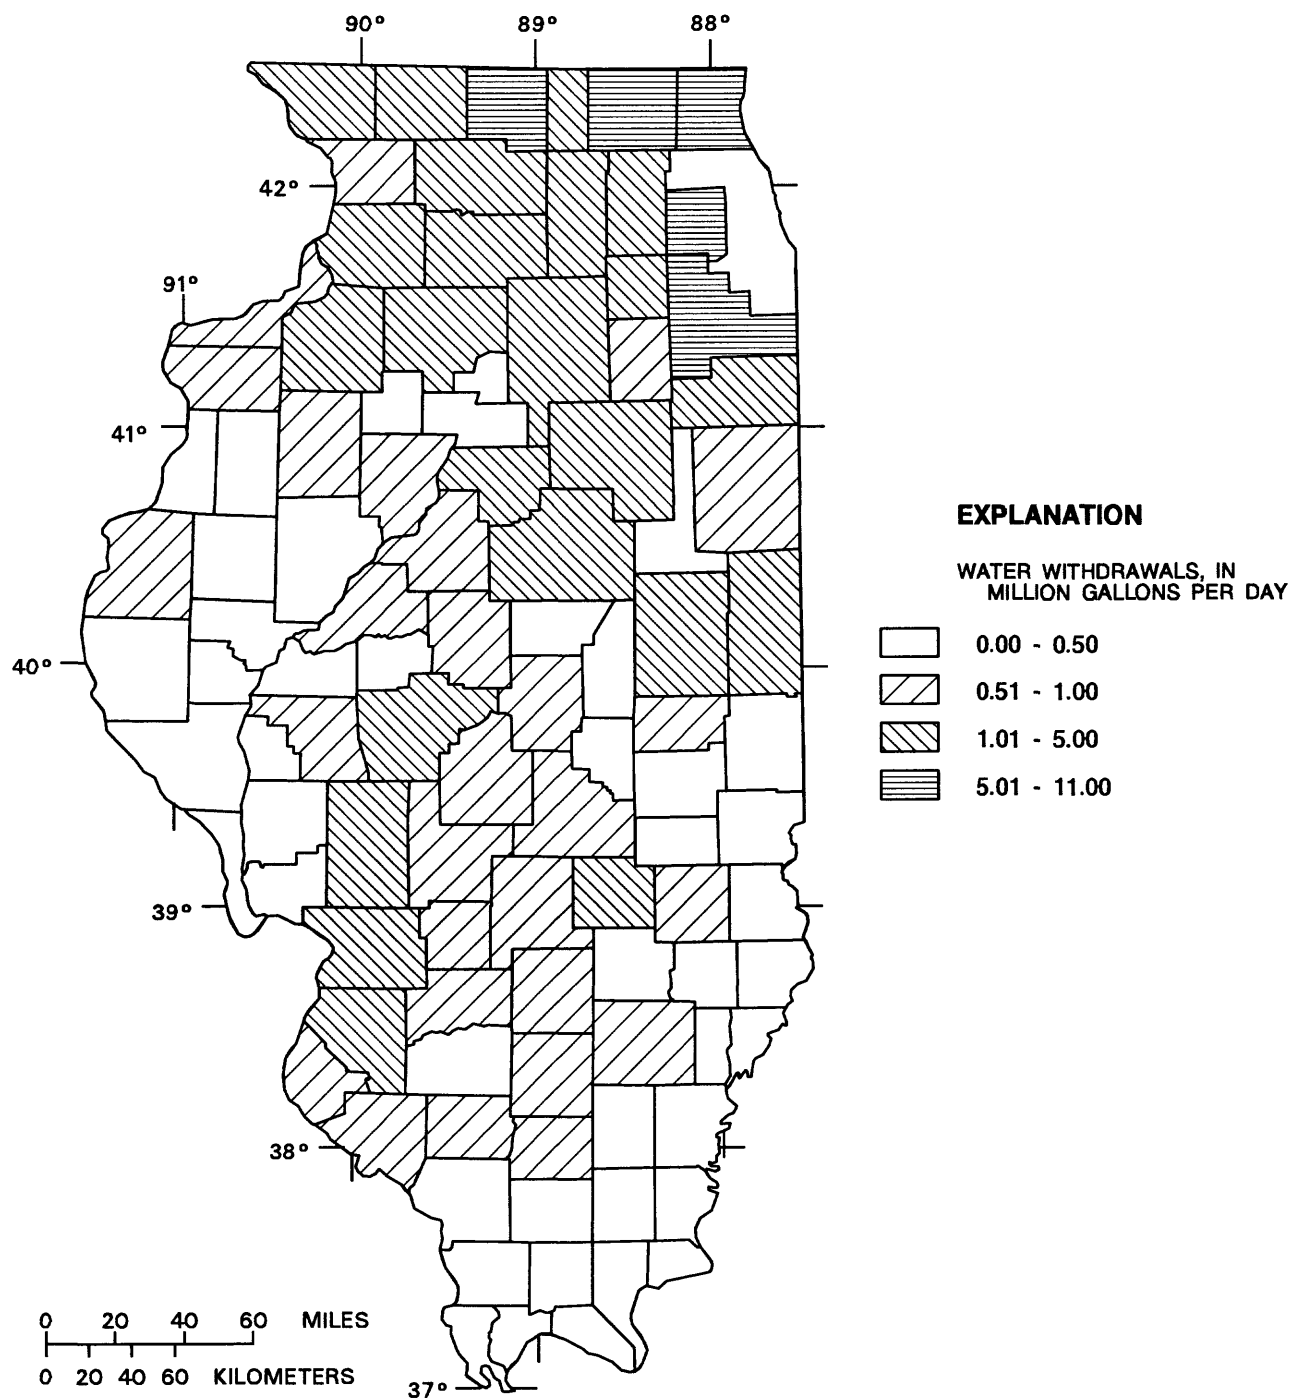 90° 89° 88°
42°
91°
41°
EXPLANATION
WATER WITHDRAWALS, IN
MILLION GALLONS PER DAY
0.00 - 0.50
40°
0.51 - 1.00
1.01 - 5.00
5.01 - 11.00
39°
38°
0 20 40 60 MILES
0 20 40 60 KILOMETERS
37°